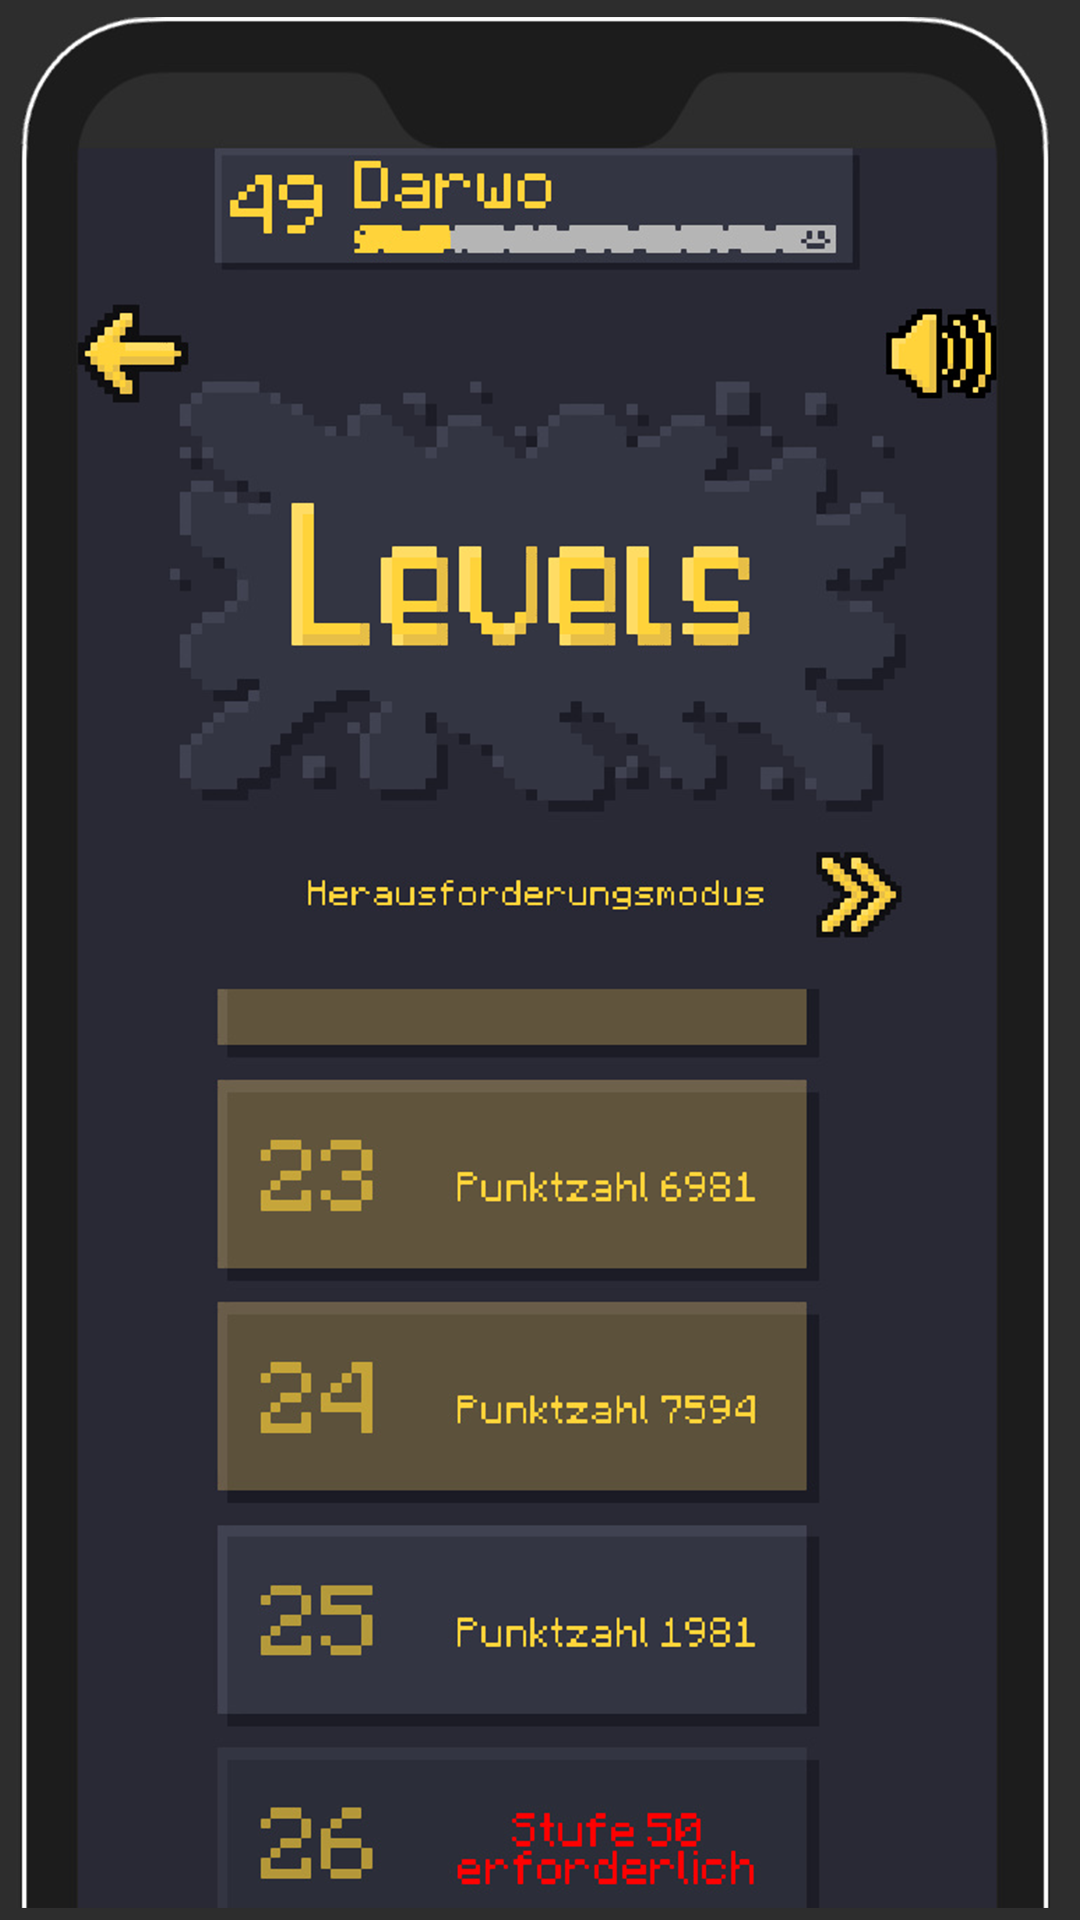 49 Darwo
Levels
Herausforderungsmodus
23 Punktzahl 6981
24 Punktzahl 7594
25 Punktzahl 1981
26 Stufe 50
erforderlich